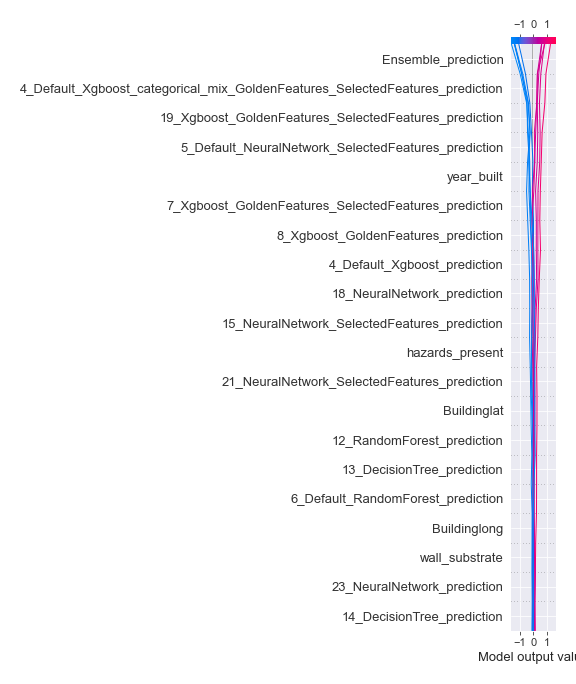 −1 0 1
Ensemble_prediction
4_Default_Xgboost_categorical_mix_GoldenFeatures_SelectedFeatures_prediction
19_Xgboost_GoldenFeatures_SelectedFeatures_prediction
5_Default_NeuralNetwork_SelectedFeatures_prediction
year_built
7_Xgboost_GoldenFeatures_SelectedFeatures_prediction
8_Xgboost_GoldenFeatures_prediction
4_Default_Xgboost_prediction
18_NeuralNetwork_prediction
15_NeuralNetwork_SelectedFeatures_prediction
hazards_present
21_NeuralNetwork_SelectedFeatures_prediction
Buildinglat
12_RandomForest_prediction
13_DecisionTree_prediction
6_Default_RandomForest_prediction
Buildinglong
wall_substrate
23_NeuralNetwork_prediction
14_DecisionTree_prediction
−1 0 1
Model output valu